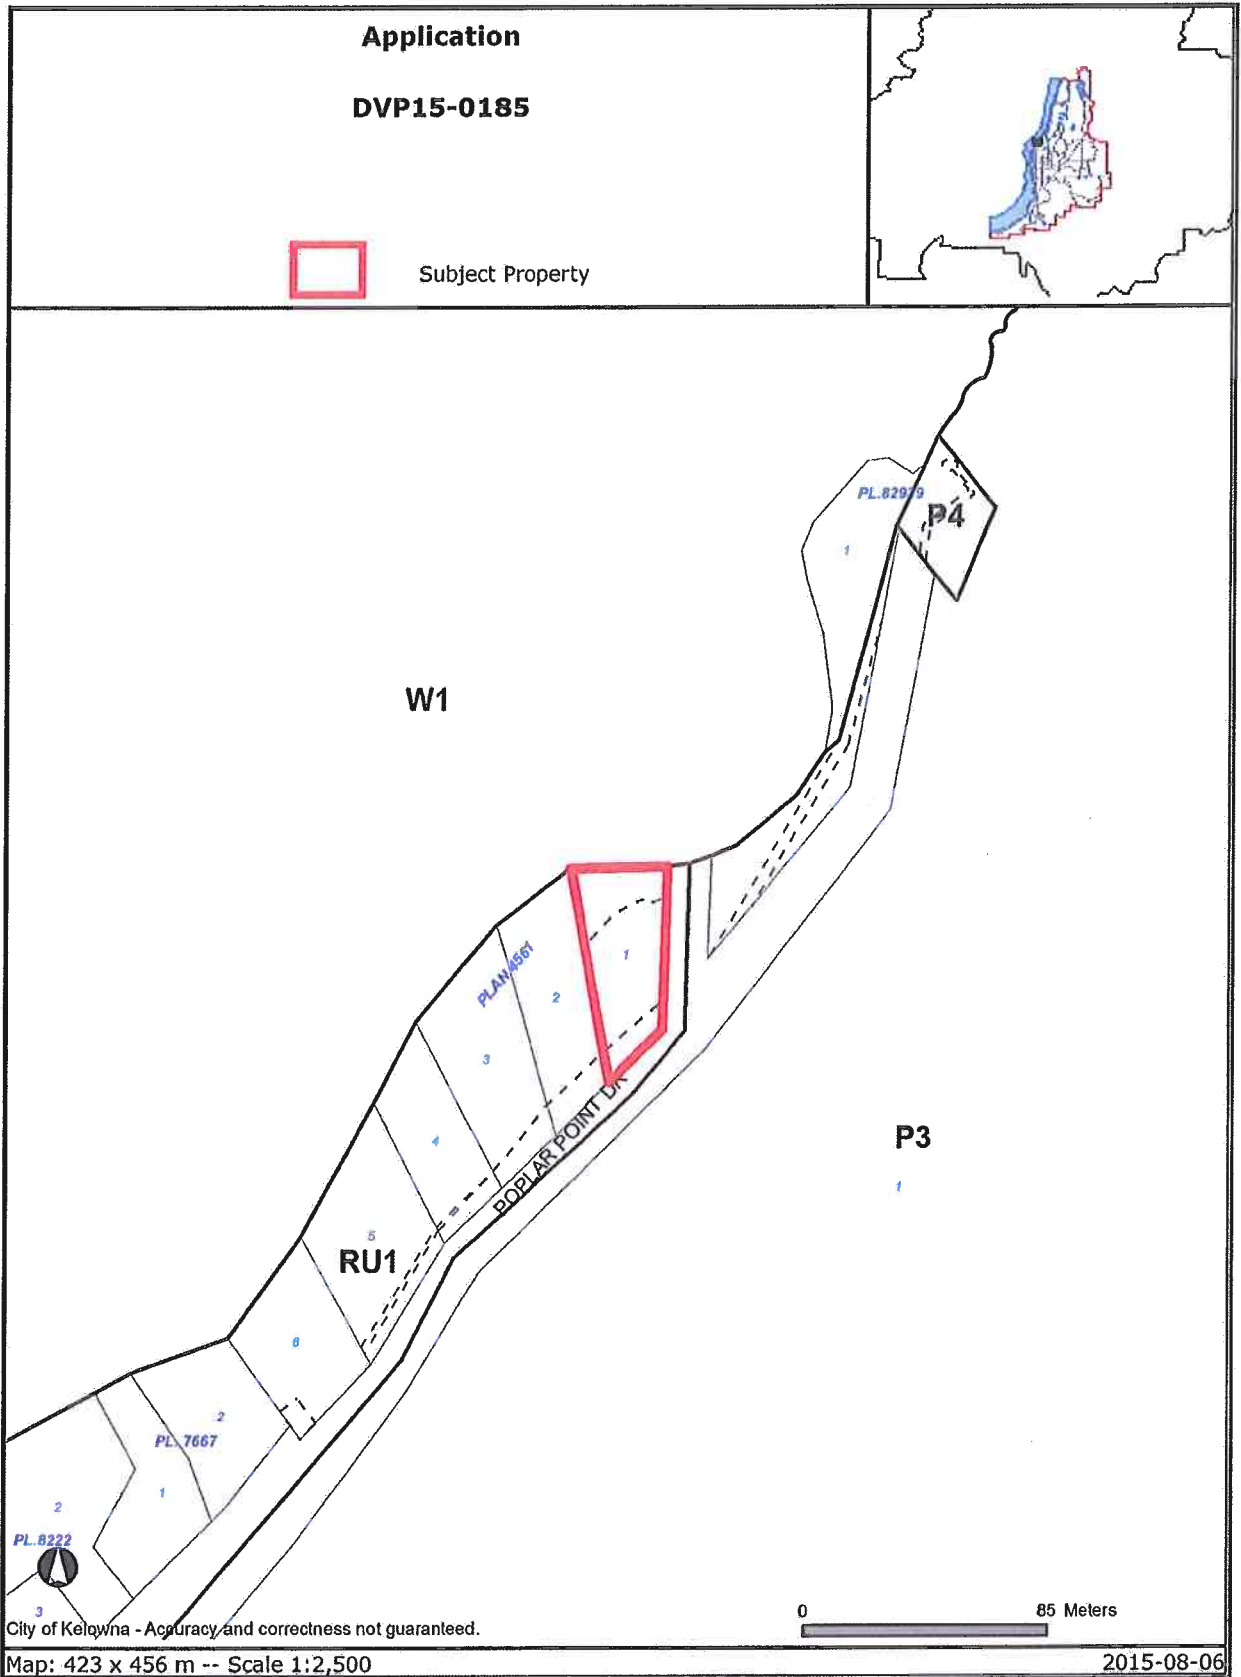 Application
DVP15-0185
Subject Property
PL.82929
P4
1
W1
PLAN 4561
1
2
3
4
POPLAR POINT DR
P3
1
5
RU1
6
2
PL. 7667
1
2
PL.8222
3
0 85 Meters
City of Kelowna - Accuracy and correctness not guaranteed.
Map: 423 x 456 m -- Scale 1:2,500
2015-08-06